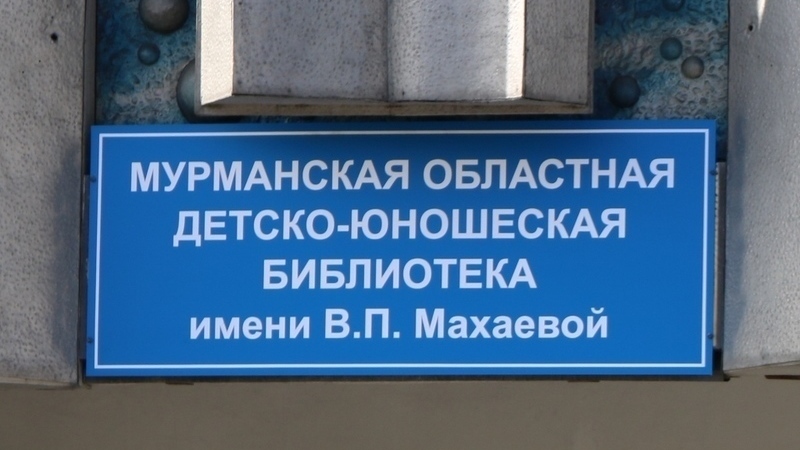 МУРМАНСКАЯ ОБЛАСТНАЯ
ДЕТСКО-ЮНОШЕСКАЯ
БИБЛИОТЕКА
имени В.П. Махаевой